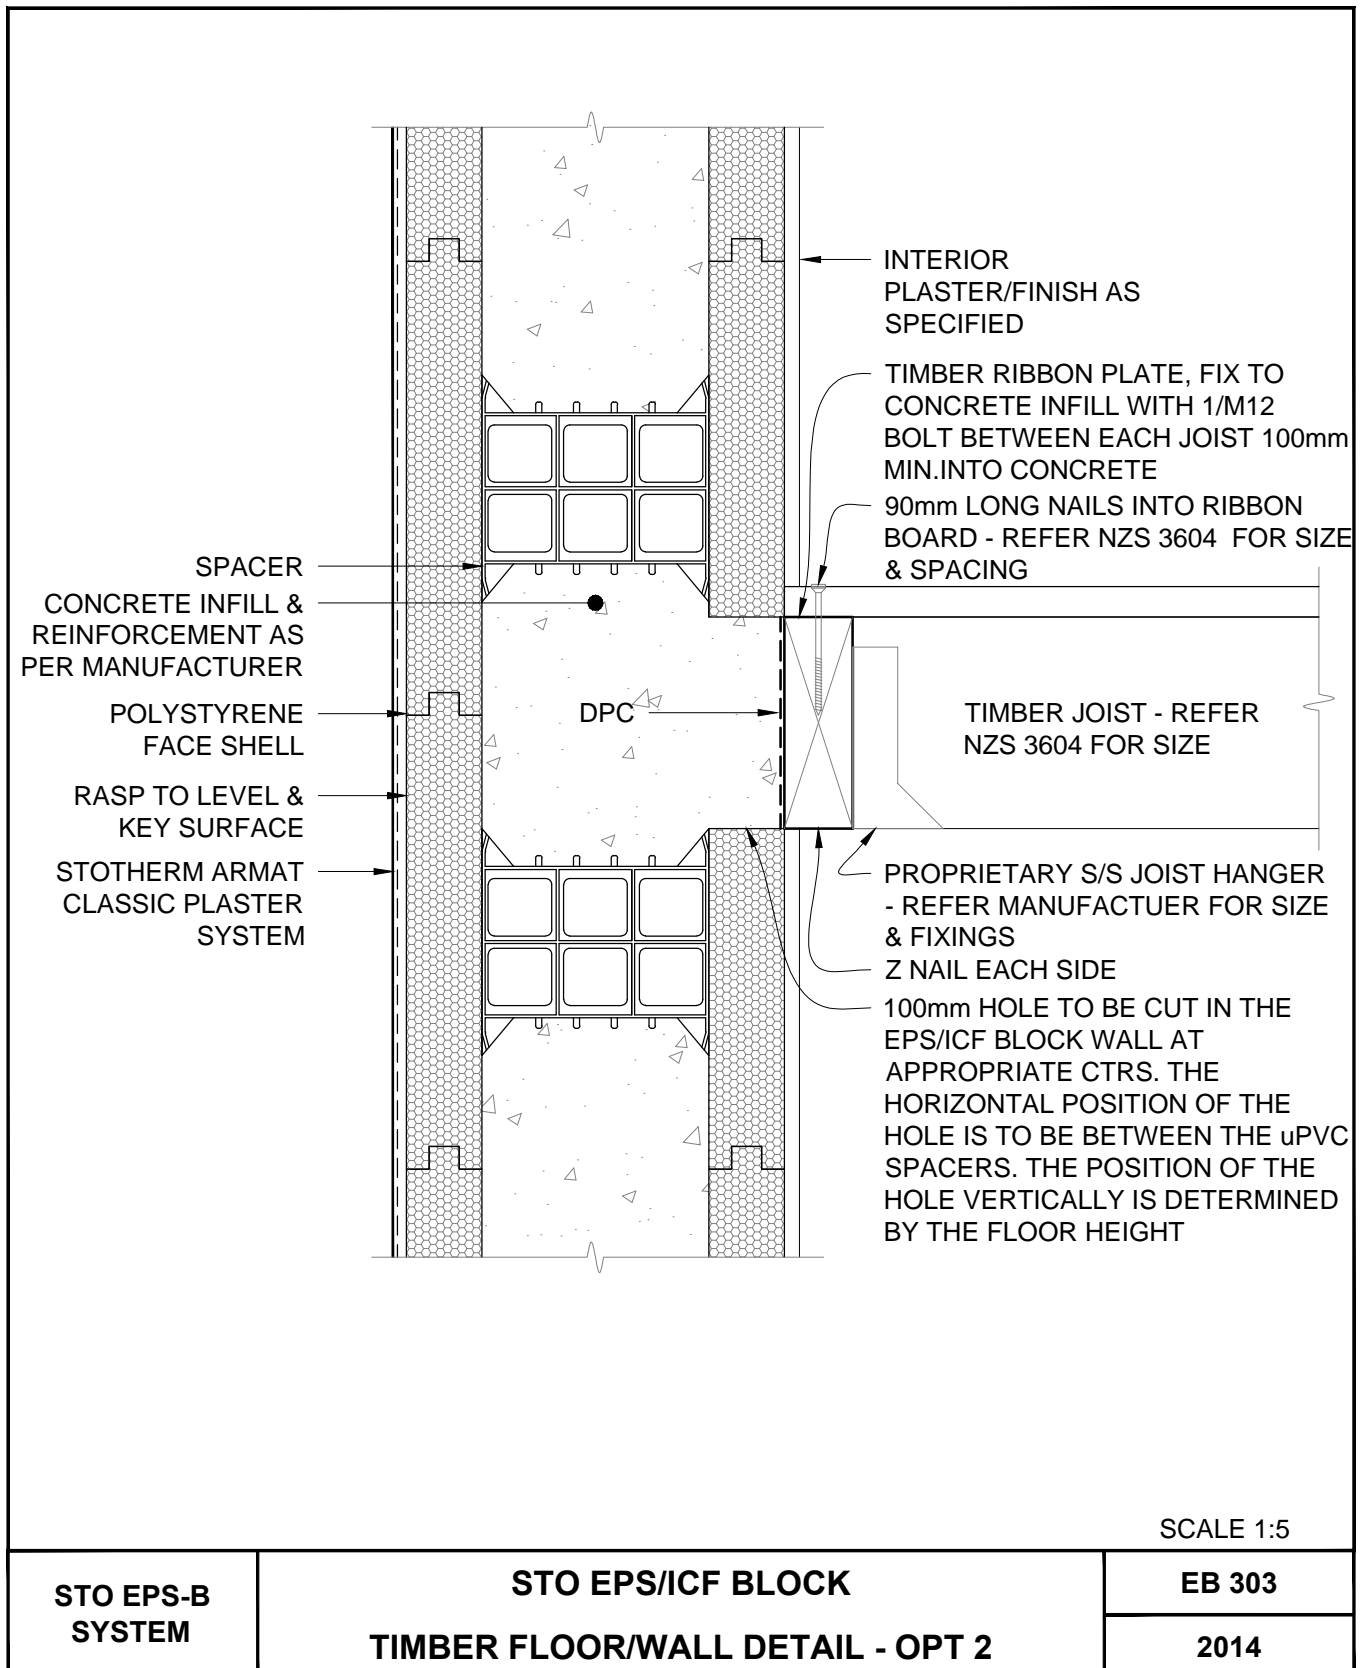 INTERIOR
PLASTER/FINISH AS
SPECIFIED
TIMBER RIBBON PLATE, FIX TO
CONCRETE INFILL WITH 1/M12
BOLT BETWEEN EACH JOIST 100mm
MIN.INTO CONCRETE
90mm LONG NAILS INTO RIBBON
BOARD - REFER NZS 3604 FOR SIZE
& SPACING
SPACER
CONCRETE INFILL &
REINFORCEMENT AS
PER MANUFACTURER
POLYSTYRENE
FACE SHELL
RASP TO LEVEL &
KEY SURFACE
STOTHERM ARMAT
CLASSIC PLASTER
SYSTEM
DPC
TIMBER JOIST - REFER
NZS 3604 FOR SIZE
PROPRIETARY S/S JOIST HANGER
- REFER MANUFACTUER FOR SIZE
& FIXINGS
Z NAIL EACH SIDE
100mm HOLE TO BE CUT IN THE
EPS/ICF BLOCK WALL AT
APPROPRIATE CTRS. THE
HORIZONTAL POSITION OF THE
HOLE IS TO BE BETWEEN THE uPVC
SPACERS. THE POSITION OF THE
HOLE VERTICALLY IS DETERMINED
BY THE FLOOR HEIGHT
SCALE 1:5
STO EPS-B
SYSTEM
STO EPS/ICF BLOCK
TIMBER FLOOR/WALL DETAIL - OPT 2
EB 303
2014